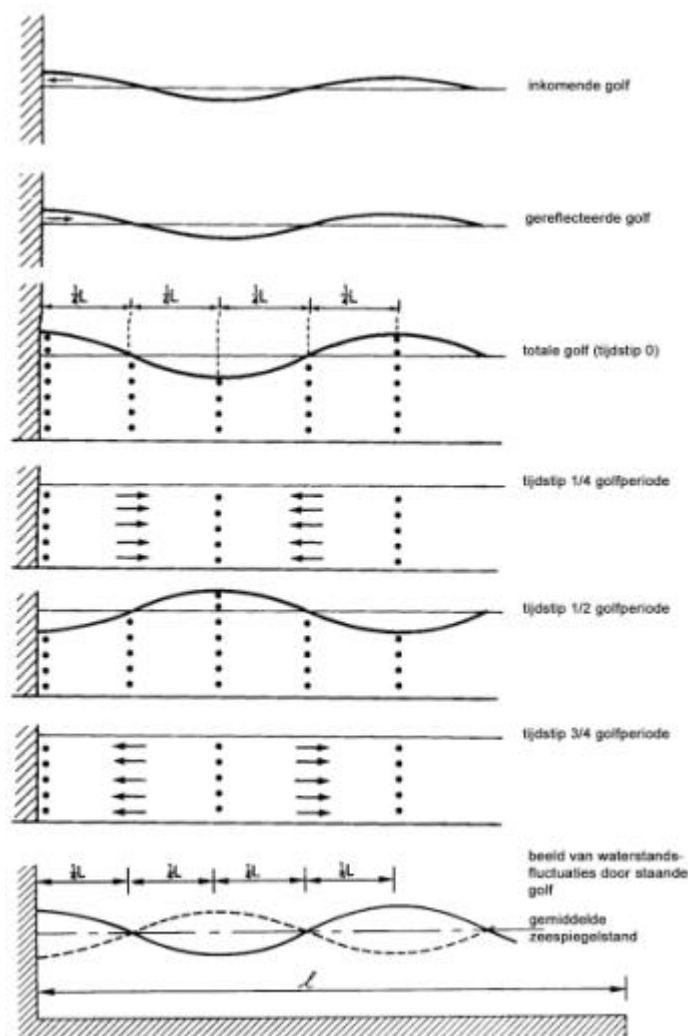 inkomende golf
gereflecteerde golf
¼L ¼L ¼L ¼L
totale golf (tijdstip 0)
tijdstip 1/4 golfperiode
tijdstip 1/2 golfperiode
tijdstip 3/4 golfperiode
beeld van waterstands-
fluctuaties door staande
golf
¼L ¼L ¼L ¼L
gemiddelde
zeespiegelstand
l